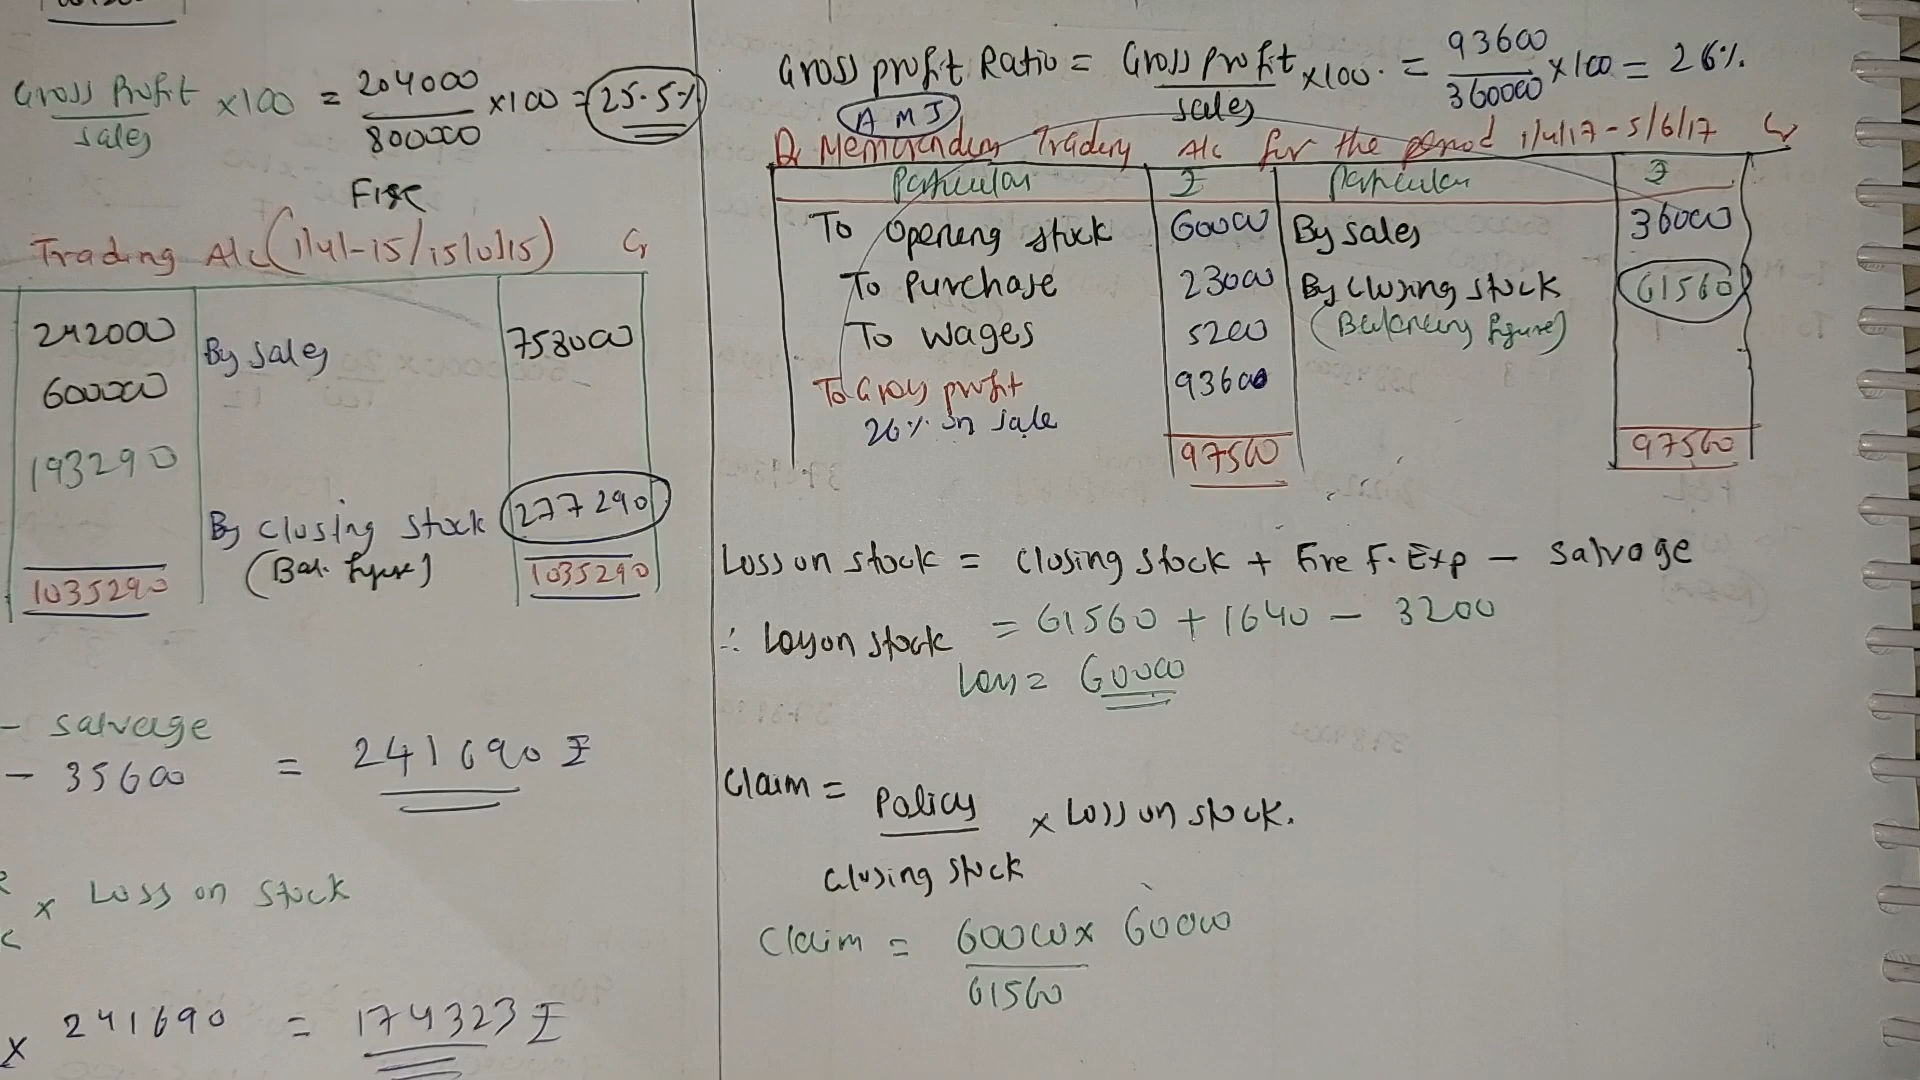 Gross Profit x100 = 204000 x100 = 25.5%
sales 800000
Fire
Trading A/c (1/4/-15/15/0/15) Cr
242000 By sales 758000
600000
193290
By closing stock 277290
(Bal. figure)
1035290 1035290
- salvage
- 35600 = 241690 ₹
x Loss on stock
x 241690 = 174323 ₹
Gross profit Ratio = Gross profit x100. = 93600 x100 = 26%.
sales 360000
AMJ
Dr Memorandum Trading A/c for the period 1/4/17-5/6/17 Cr
Particular ₹ Particular ₹
To opening stock 60000 By sales 36000
To Purchase 23000 By closing stock 61560
To wages 5200 (Balancing figure)
To Gross profit 93600
26% on sale
97560 97560
Loss on stock = closing stock + Fire F. Exp - salvage
∴ Loss on stock = 61560 + 1640 - 3200
Loss = 60000
Claim = Policy x Loss on stock.
closing stock
Claim = 60000 x 60000
61560